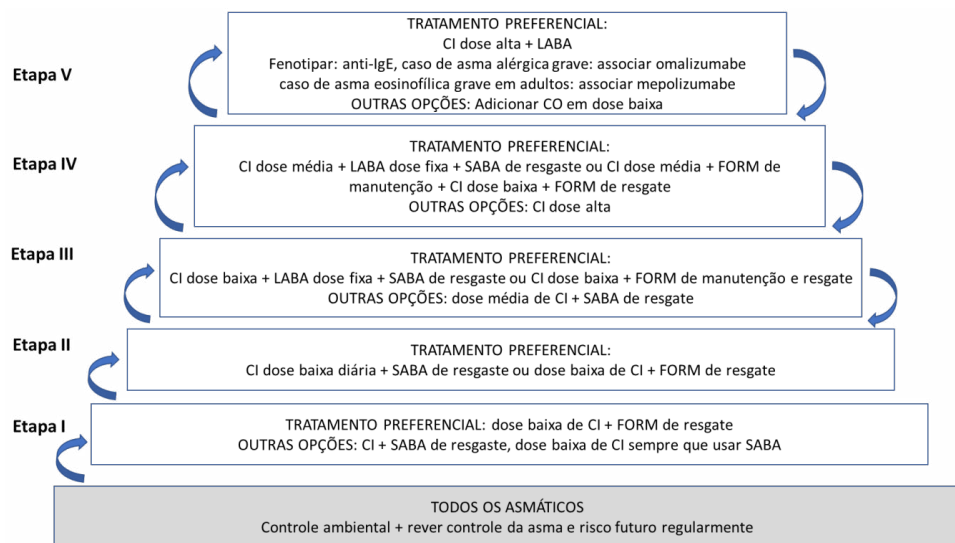 TRATAMENTO PREFERENCIAL:
CI dose alta + LABA
Etapa V
Fenotipar: anti-IgE, caso de asma alérgica grave: associar omalizumabe
caso de asma eosinofílica grave em adultos: associar mepolizumabe
OUTRAS OPÇÕES: Adicionar CO em dose baixa
TRATAMENTO PREFERENCIAL:
Etapa IV
CI dose média + LABA dose fixa + SABA de resgaste ou CI dose média + FORM de
manutenção + CI dose baixa + FORM de resgate
OUTRAS OPÇÕES: CI dose alta
Etapa III
TRATAMENTO PREFERENCIAL:
CI dose baixa + LABA dose fixa + SABA de resgaste ou CI dose baixa + FORM de manutenção e resgate
OUTRAS OPÇÕES: dose média de CI + SABA de resgate
Etapa II
TRATAMENTO PREFERENCIAL:
CI dose baixa diária + SABA de resgaste ou dose baixa de CI + FORM de resgate
Etapa I
TRATAMENTO PREFERENCIAL: dose baixa de CI + FORM de resgate
OUTRAS OPÇÕES: CI + SABA de resgaste, dose baixa de CI sempre que usar SABA
TODOS OS ASMÁTICOS
Controle ambiental + rever controle da asma e risco futuro regularmente